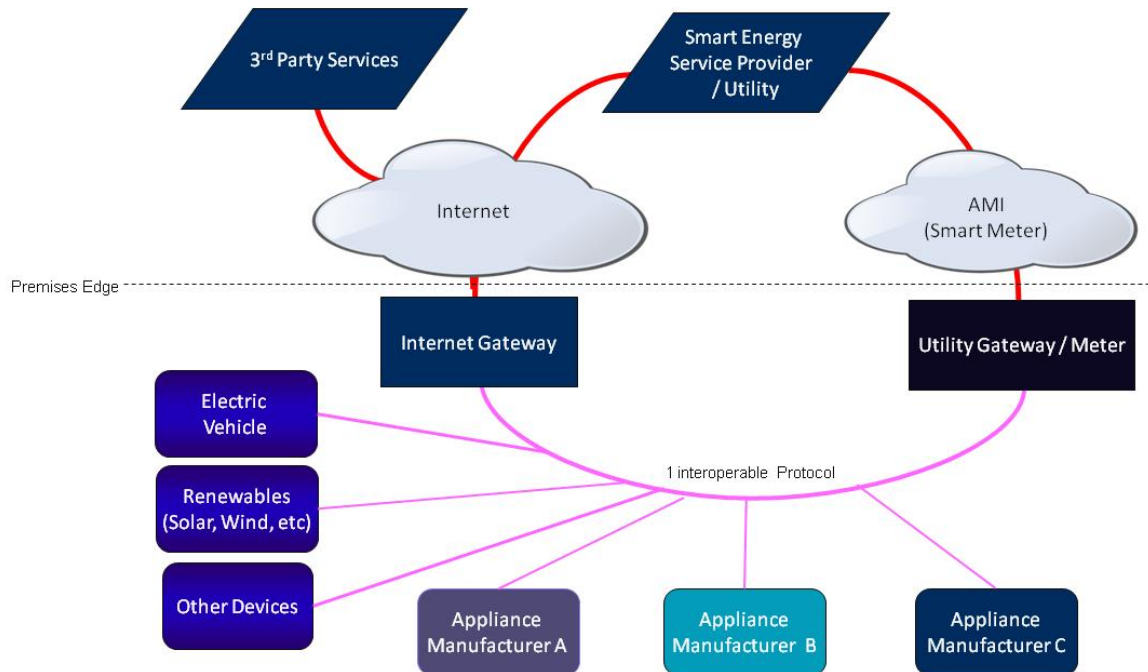 3rd Party Services
Smart Energy
Service Provider
/ Utility
Internet
AMI
(Smart Meter)
Premises Edge
Internet Gateway
Utility Gateway / Meter
Electric
Vehicle
1 interoperable Protocol
Renewables
(Solar, Wind, etc)
Other Devices
Appliance
Manufacturer A
Appliance
Manufacturer B
Appliance
Manufacturer C